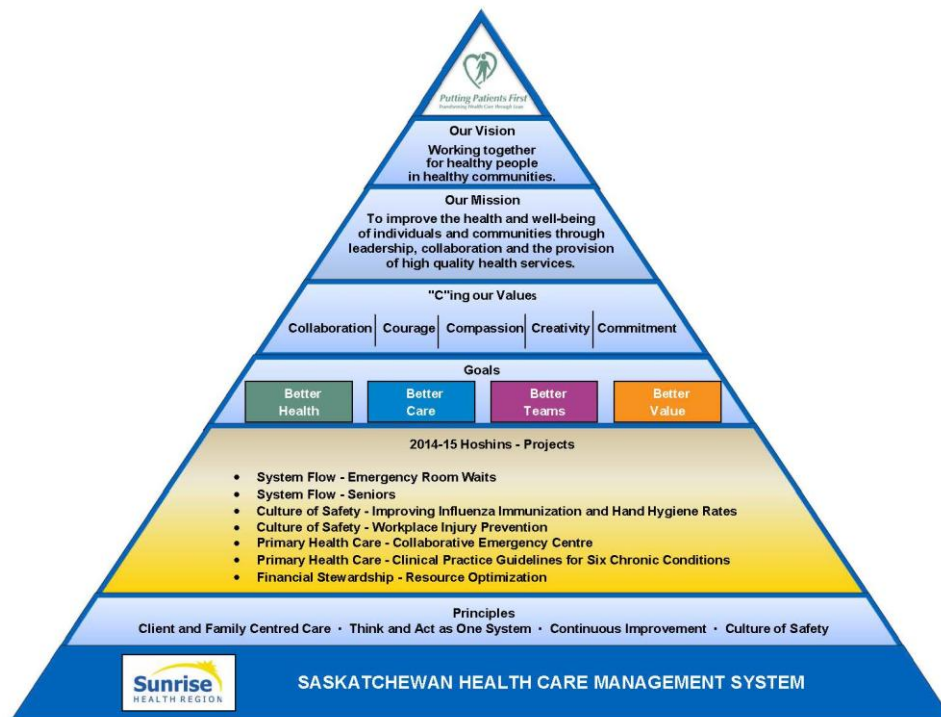 Putting Patients First
Transforming Health Care Through Lean
Our Vision
Working together
for healthy people
in healthy communities.
Our Mission
To improve the health and well-being
of individuals and communities through
leadership, collaboration and the provision
of high quality health services.
"C"ing our Values
Collaboration Courage Compassion Creativity Commitment
Goals
Better Health
Better Care
Better Teams
Better Value
2014-15 Hoshins - Projects
• System Flow - Emergency Room Waits
• System Flow - Seniors
• Culture of Safety - Improving Influenza Immunization and Hand Hygiene Rates
• Culture of Safety - Workplace Injury Prevention
• Primary Health Care - Collaborative Emergency Centre
• Primary Health Care - Clinical Practice Guidelines for Six Chronic Conditions
• Financial Stewardship - Resource Optimization
Principles
Client and Family Centred Care · Think and Act as One System · Continuous Improvement · Culture of Safety
Sunrise
HEALTH REGION
SASKATCHEWAN HEALTH CARE MANAGEMENT SYSTEM